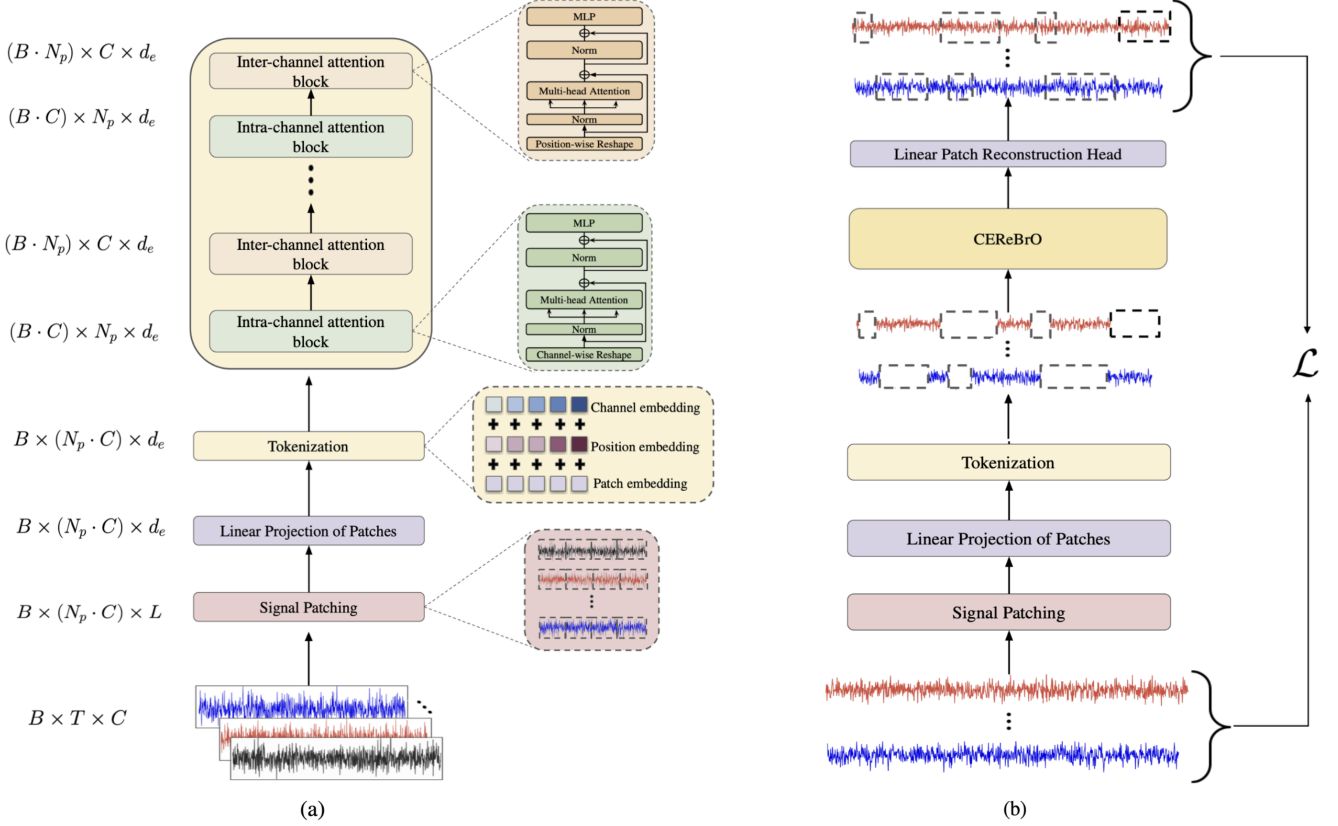 (B · N_p) × C × d_e
Inter-channel attention
block
(B · C) × N_p × d_e
Intra-channel attention
block
(B · N_p) × C × d_e
Inter-channel attention
block
(B · C) × N_p × d_e
Intra-channel attention
block
MLP
Norm
Multi-head Attention
Norm
Position-wise Reshape
MLP
Norm
Multi-head Attention
Norm
Channel-wise Reshape
B × (N_p · C) × d_e
Tokenization
Channel embedding
Position embedding
Patch embedding
B × (N_p · C) × d_e
Linear Projection of Patches
B × (N_p · C) × L
Signal Patching
B × T × C
(a)
Linear Patch Reconstruction Head
CEReBrO
ℒ
Tokenization
Linear Projection of Patches
Signal Patching
(b)